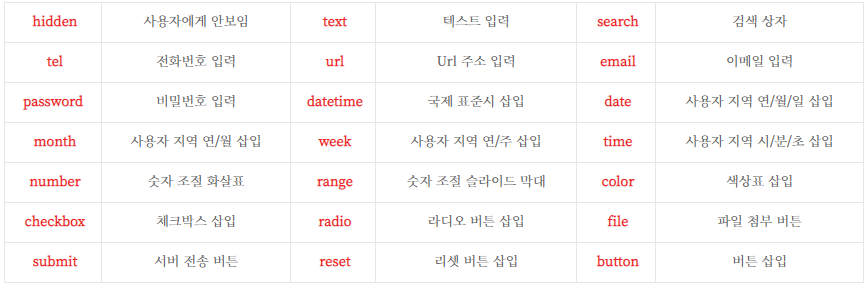 hidden 사용자에게 안보임 text 텍스트 입력 search 검색 상자
tel 전화번호 입력 url Url 주소 입력 email 이메일 입력
password 비밀번호 입력 datetime 국제 표준시 삽입 date 사용자 지역 연/월/일 삽입
month 사용자 지역 연/월 삽입 week 사용자 지역 연/주 삽입 time 사용자 지역 시/분/초 삽입
number 숫자 조절 화살표 range 숫자 조절 슬라이드 막대 color 색상표 삽입
checkbox 체크박스 삽입 radio 라디오 버튼 삽입 file 파일 첨부 버튼
submit 서버 전송 버튼 reset 리셋 버튼 삽입 button 버튼 삽입